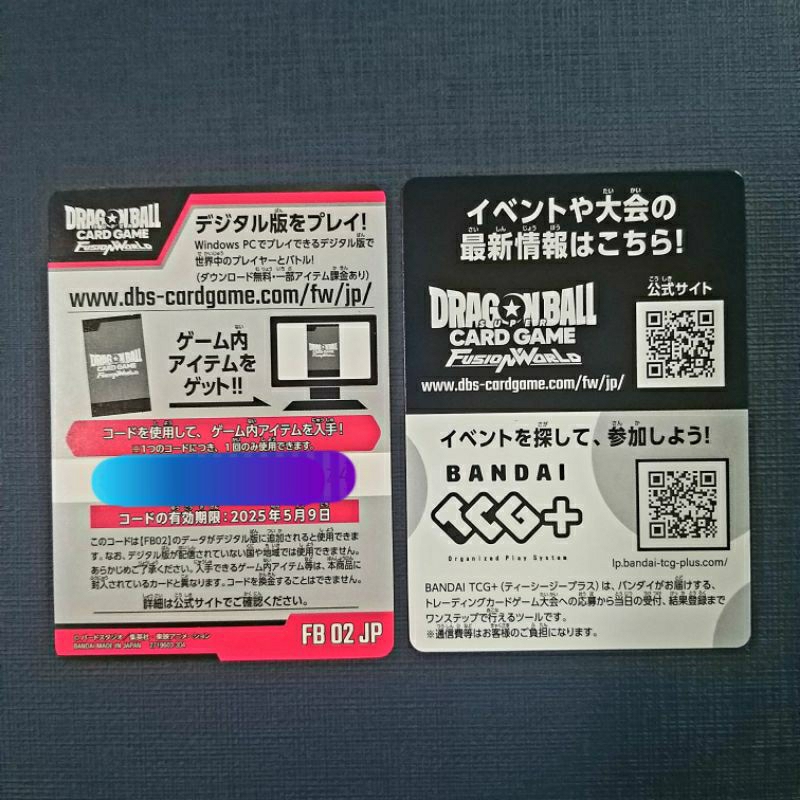 DRAGONBALL
SUPER
CARD GAME
FUSION WORLD
デジタル版をプレイ!
Windows PCでプレイできるデジタル版で
世界中のプレイヤーとバトル!
(ダウンロード無料・一部アイテム課金あり)
www.dbs-cardgame.com/fw/jp/
ゲーム内
アイテムを
ゲット!!
コードを使用して、ゲーム内アイテムを入手!
※1つのコードにつき、1回のみ使用できます。
コードの有効期限:2025年5月9日
このコードは[FB02]のデータがデジタル版に追加されると使用できま
す。なお、デジタル版が配信されていない国や地域では使用できません。
あらかじめご了承ください。入手できるゲーム内アイテム等は、本商品に
封入されているカードと異なります。コードを換金することはできません。
詳細は公式サイトでご確認ください。
© バードスタジオ/集英社 東映アニメーション
BANDAI MADE IN JAPAN
FB 02 JP
イベントや大会の
最新情報はこちら!
DRAGONBALL
SUPER
CARD GAME
FUSION WORLD
www.dbs-cardgame.com/fw/jp/
公式サイト
イベントを探して、参加しよう!
BANDAI
TCG+
Organized Play System
lp.bandai-tcg-plus.com/
BANDAI TCG+(ティーシージープラス)は、バンダイがお届けする、
トレーディングカードゲーム大会への応募から当日の受付、結果登録まで
ワンステップで行えるツールです。
※通信費等はお客様のご負担になります。